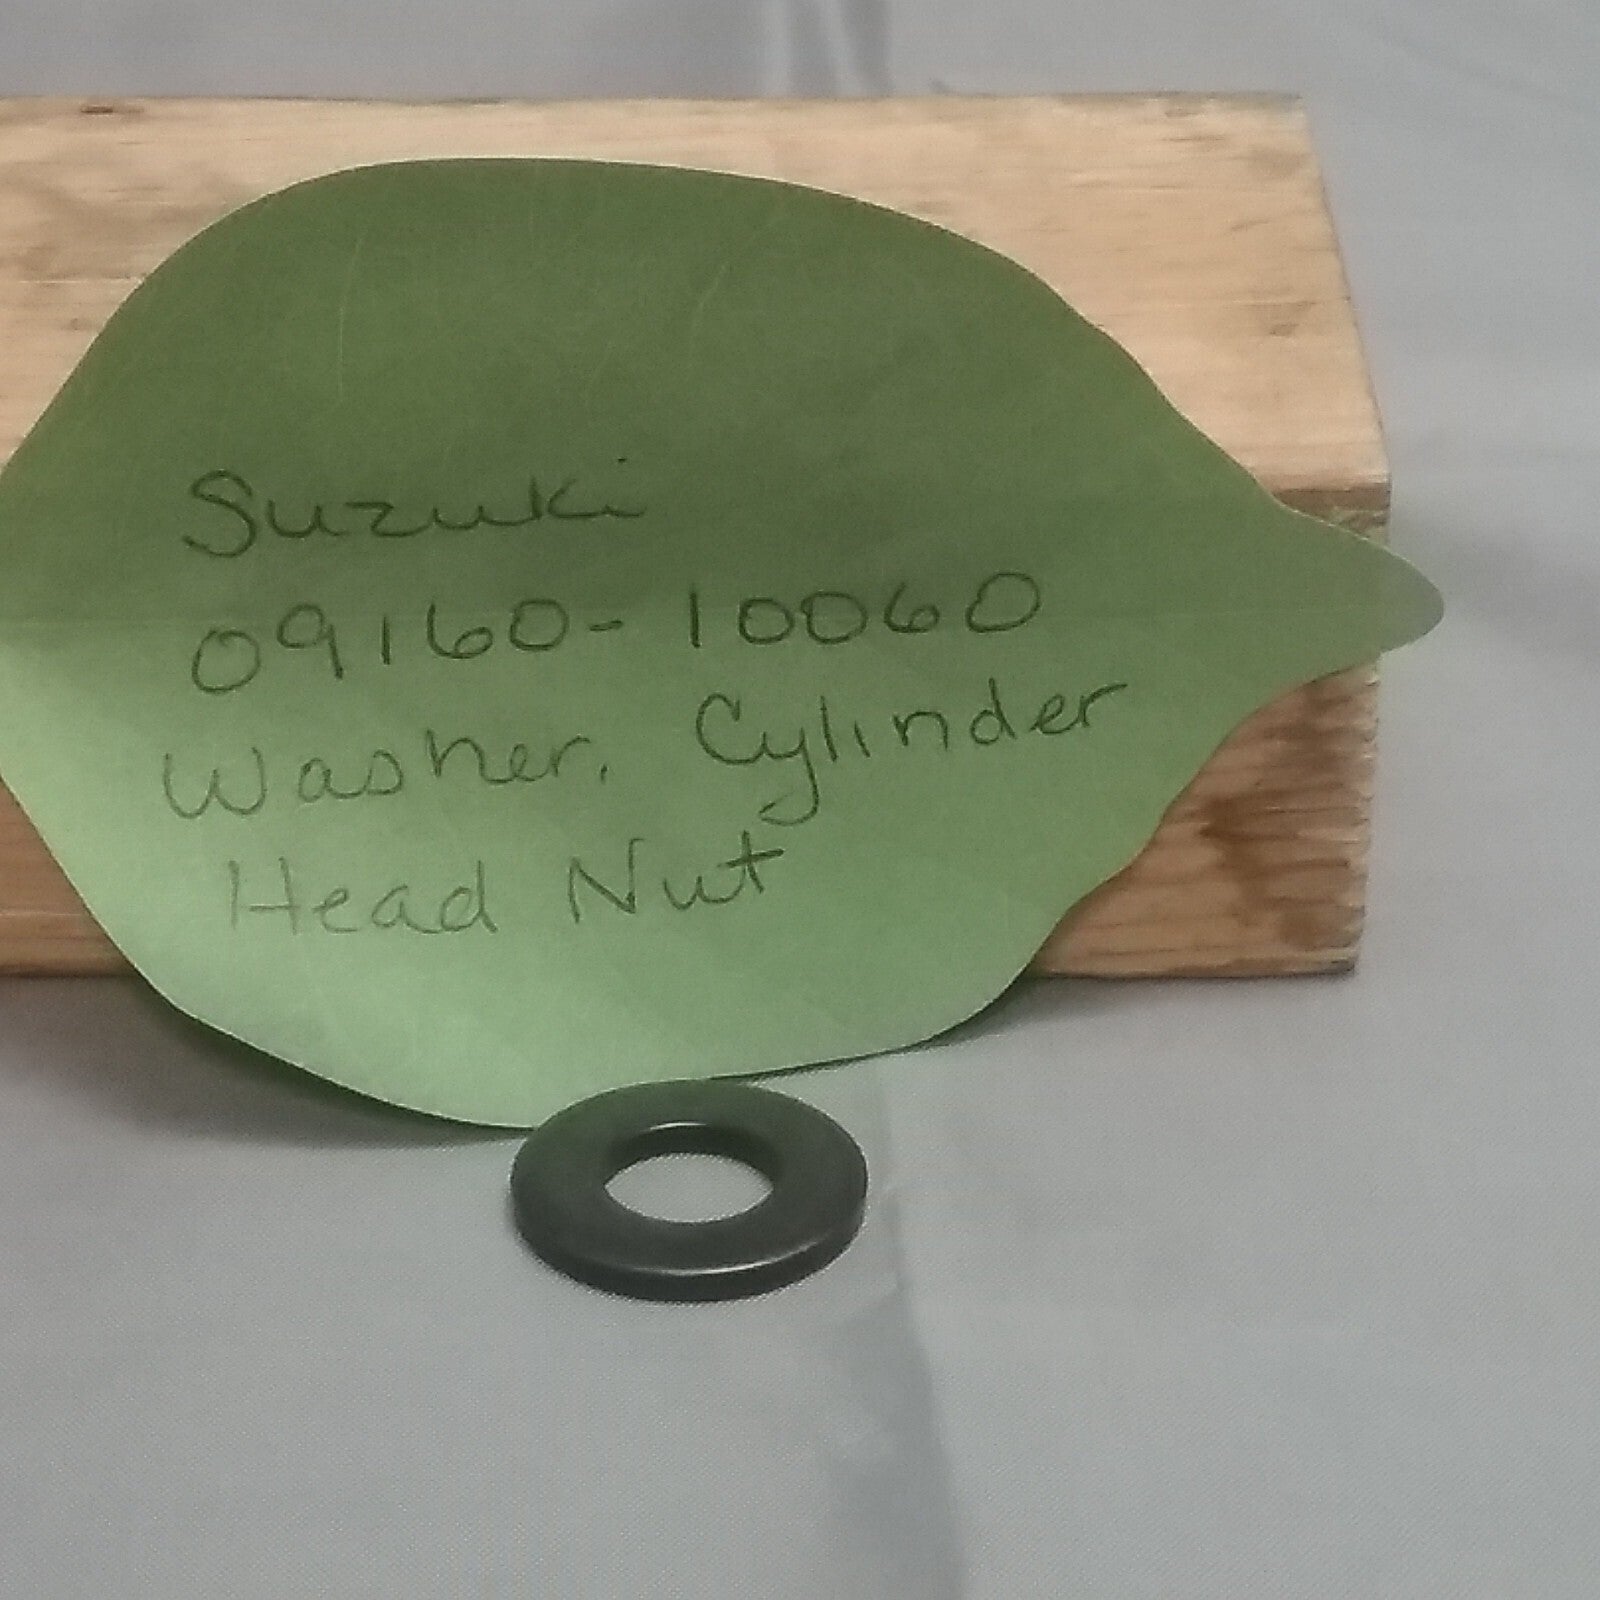 Suzuki
09160-10060
Washer, Cylinder
Head Nut